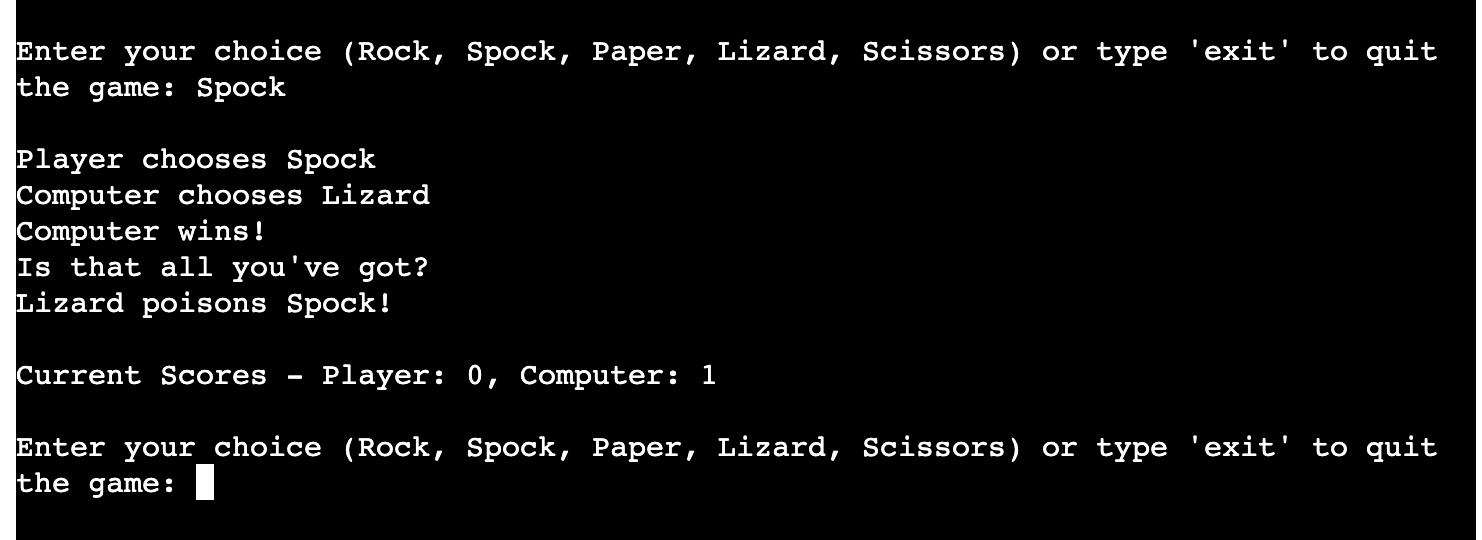 Enter your choice (Rock, Spock, Paper, Lizard, Scissors) or type 'exit' to quit
the game: Spock
Player chooses Spock
Computer chooses Lizard
Computer wins!
Is that all you've got?
Lizard poisons Spock!
Current Scores - Player: 0, Computer: 1
Enter your choice (Rock, Spock, Paper, Lizard, Scissors) or type 'exit' to quit
the game: